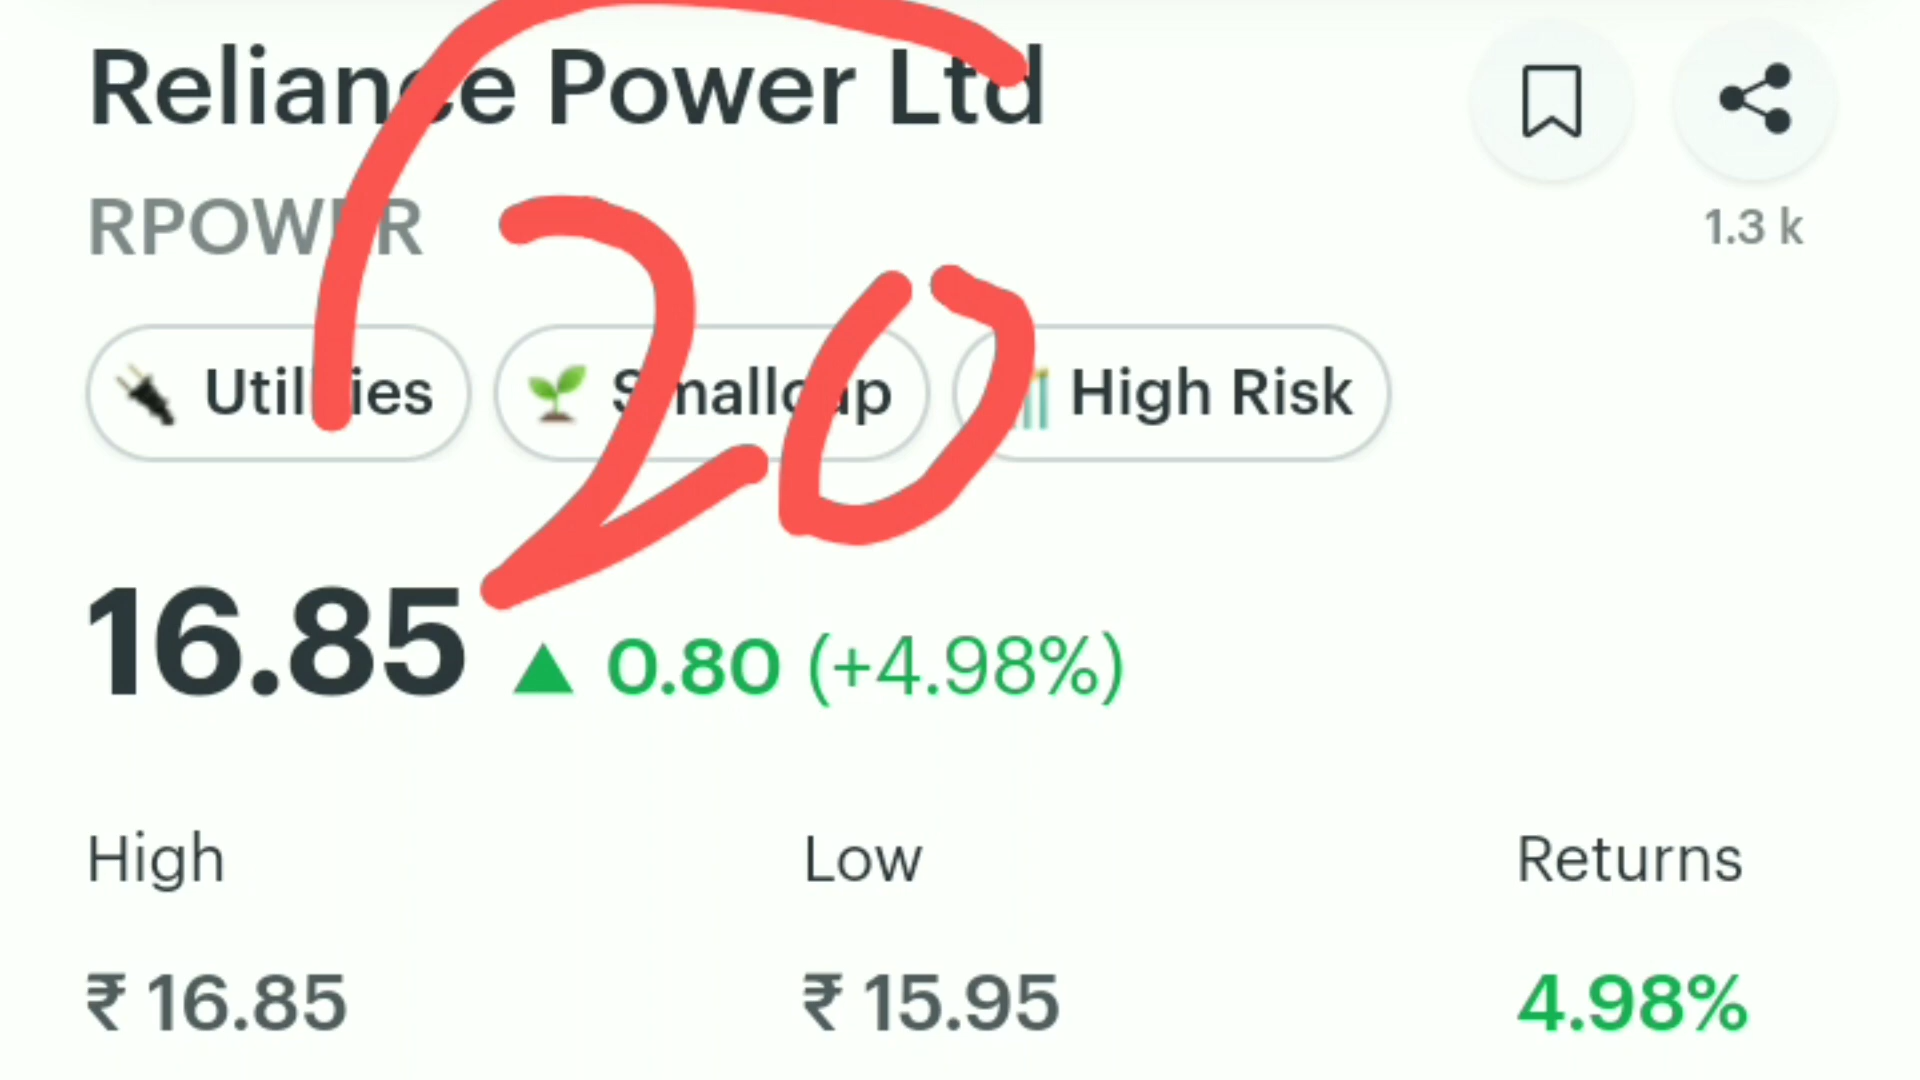 Reliance Power Ltd
RPOWER
1.3 k
Utilities Smallcap High Risk
20
16.85 ▲ 0.80 (+4.98%)
High Low Returns
₹ 16.85 ₹ 15.95 4.98%